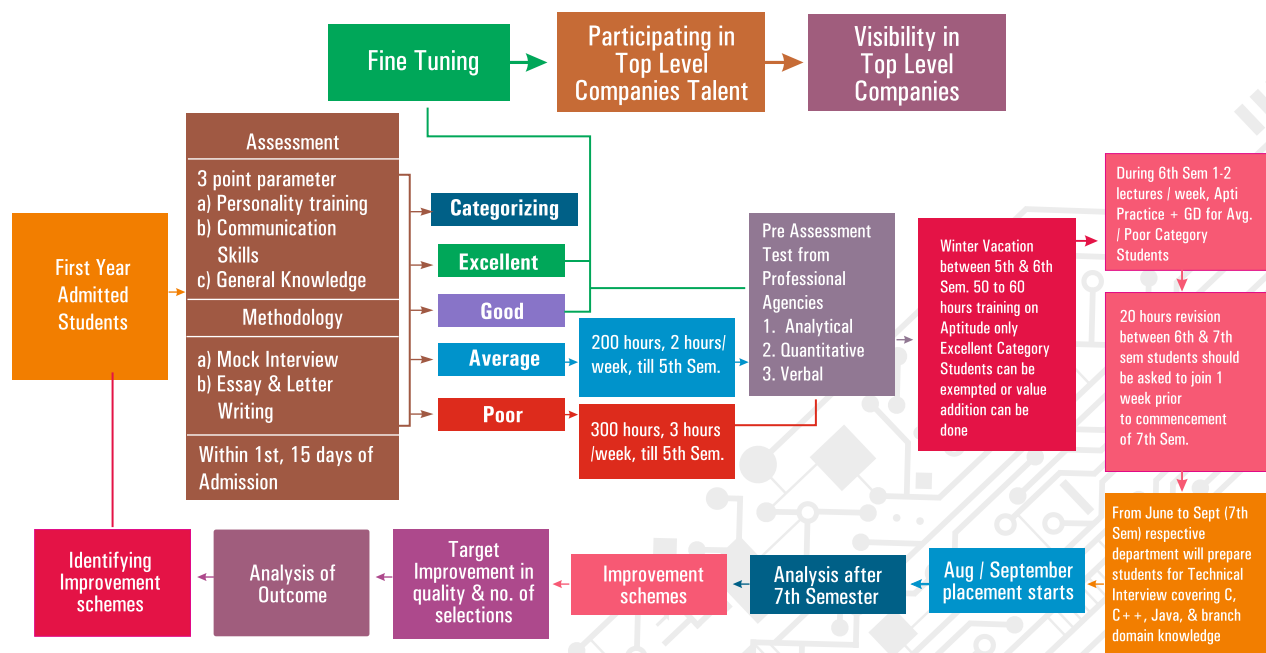 Fine Tuning
Participating in
Top Level
Companies Talent
Visibility in
Top Level
Companies
First Year
Admitted
Students
Assessment
3 point parameter
a) Personality training
b) Communication
Skills
c) General Knowledge
Methodology
a) Mock Interview
b) Essay & Letter
Writing
Within 1st, 15 days of
Admission
Categorizing
Excellent
Good
Average
Poor
200 hours, 2 hours/
week, till 5th Sem.
300 hours, 3 hours
/week, till 5th Sem.
Pre Assessment
Test from
Professional
Agencies
1. Analytical
2. Quantitative
3. Verbal
Winter Vacation
between 5th & 6th
Sem. 50 to 60
hours training on
Aptitude only
Excellent Category
Students can be
exempted or value
addition can be
done
During 6th Sem 1-2
lectures / week, Apti
Practice + GD for Avg.
/ Poor Category
Students
20 hours revision
between 6th & 7th
sem students should
be asked to join 1
week prior
to commencement
of 7th Sem.
From June to Sept (7th
Sem) respective
department will prepare
students for Technical
Interview covering C,
C++, Java, & branch
domain knowledge
Aug / September
placement starts
Analysis after
7th Semester
Improvement
schemes
Target
Improvement in
quality & no. of
selections
Analysis of
Outcome
Identifying
Improvement
schemes